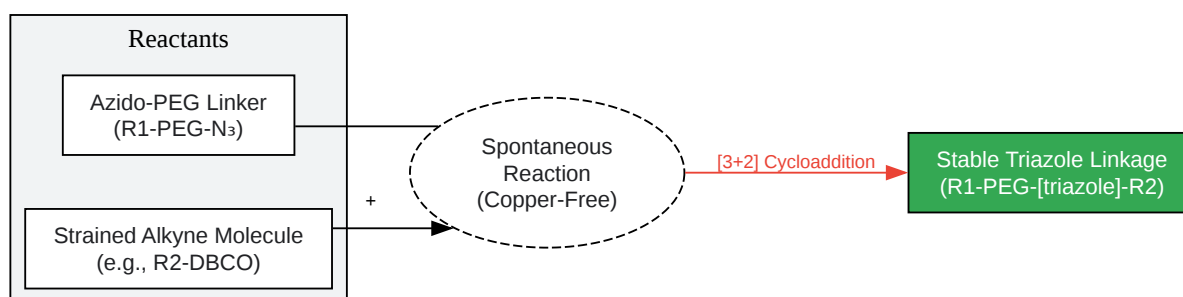 Reactants
Azido-PEG Linker
(R1-PEG-N₃)
Strained Alkyne Molecule
(e.g., R2-DBCO)
+
Spontaneous
Reaction
(Copper-Free)
[3+2] Cycloaddition
Stable Triazole Linkage
(R1-PEG-[triazole]-R2)